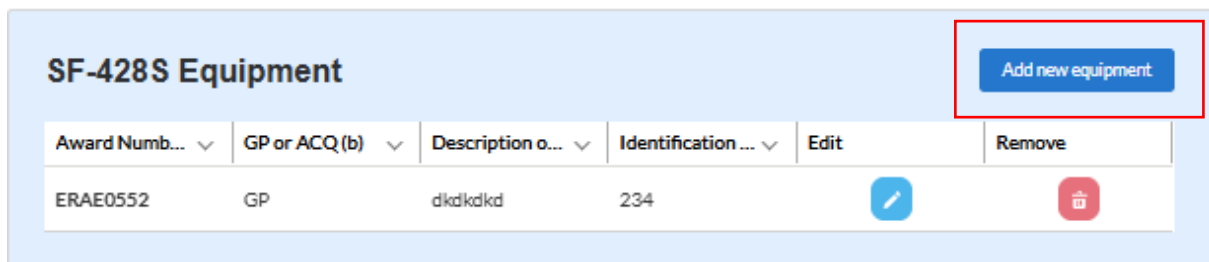 SF-428S Equipment
Add new equipment
Award Numb... GP or ACQ (b) Description o... Identification ... Edit Remove
ERAE0552 GP dkdkdkd 234